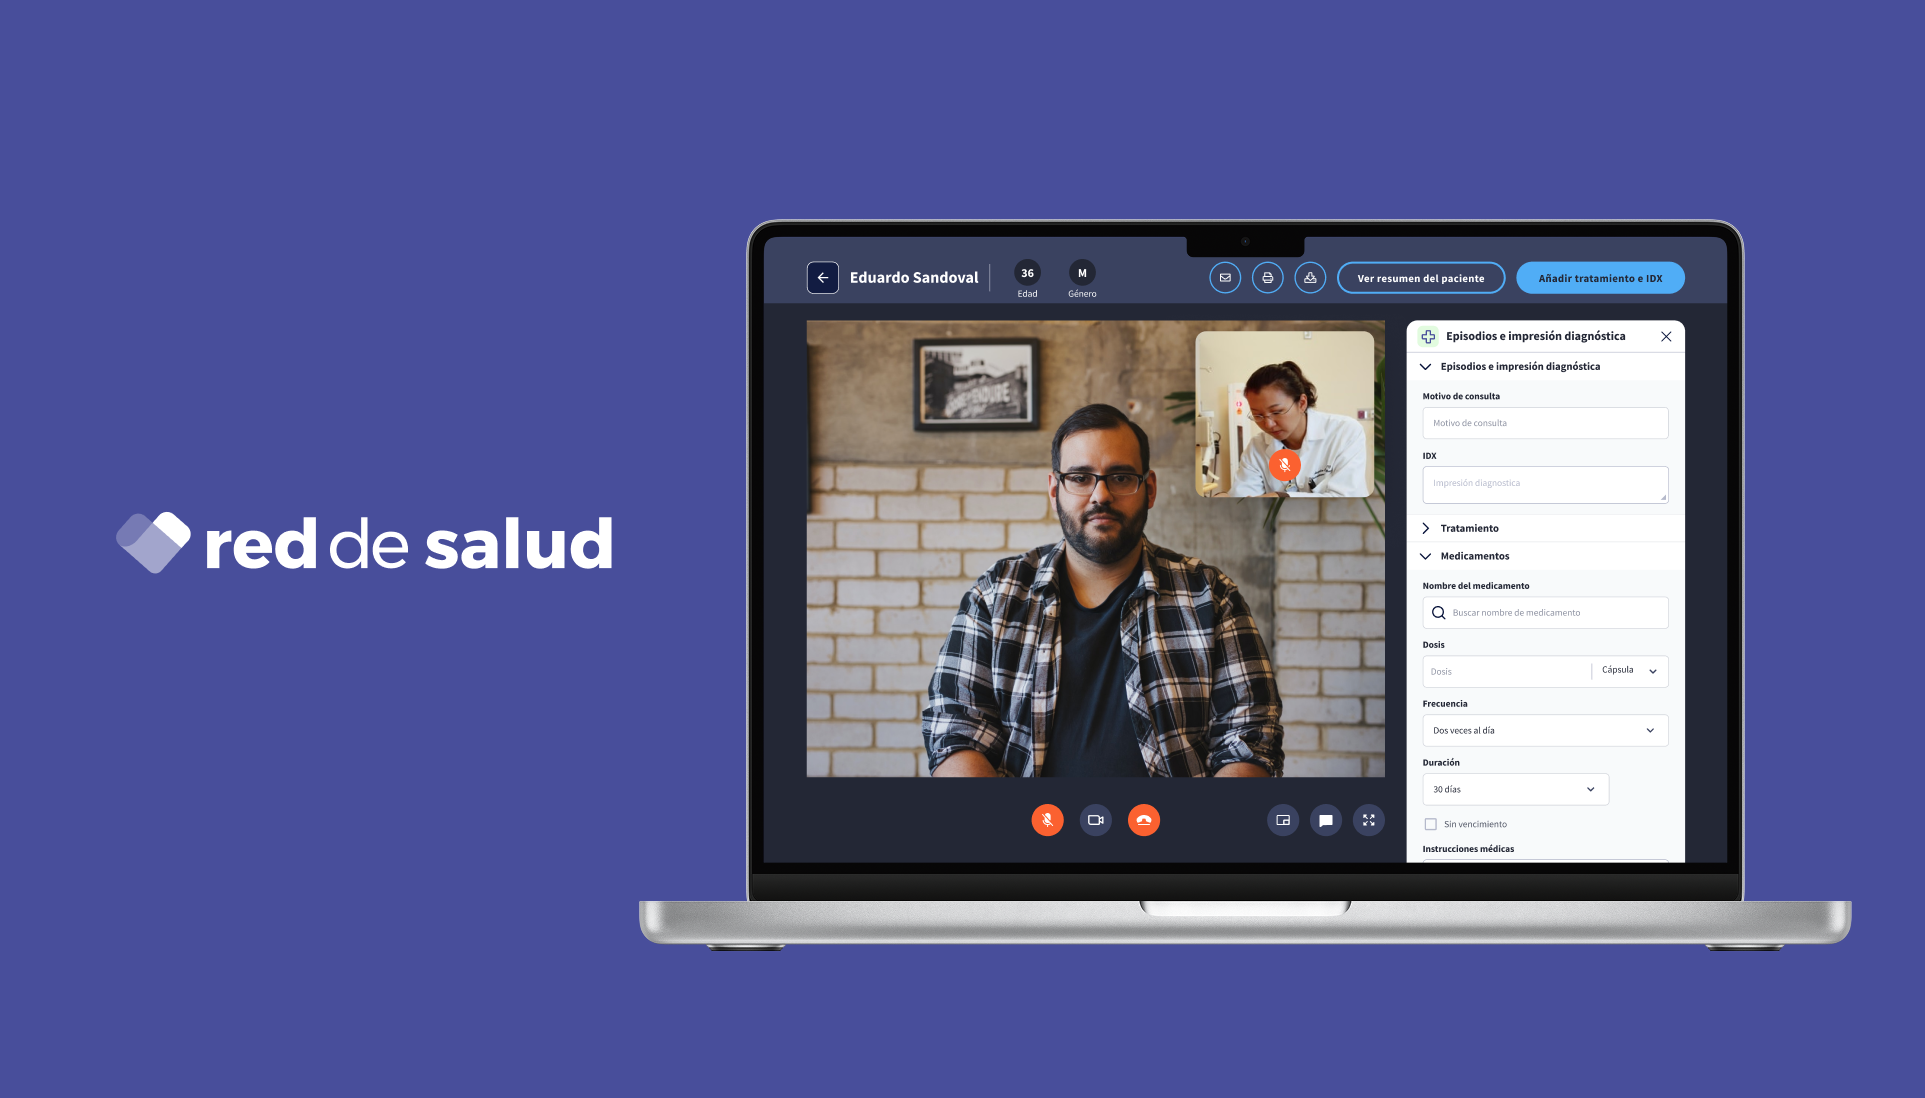 red de salud
Eduardo Sandoval
36
Edad
M
Género
Ver resumen del paciente
Añadir tratamiento e IDX
Episodios e impresión diagnóstica
Episodios e impresión diagnóstica
Motivo de consulta
Motivo de consulta
IDX
Impresión diagnostica
Tratamiento
Medicamentos
Nombre del medicamento
Buscar nombre de medicamento
Dosis
Dosis
Cápsula
Frecuencia
Dos veces al día
Duración
30 días
Sin vencimiento
Instrucciones médicas